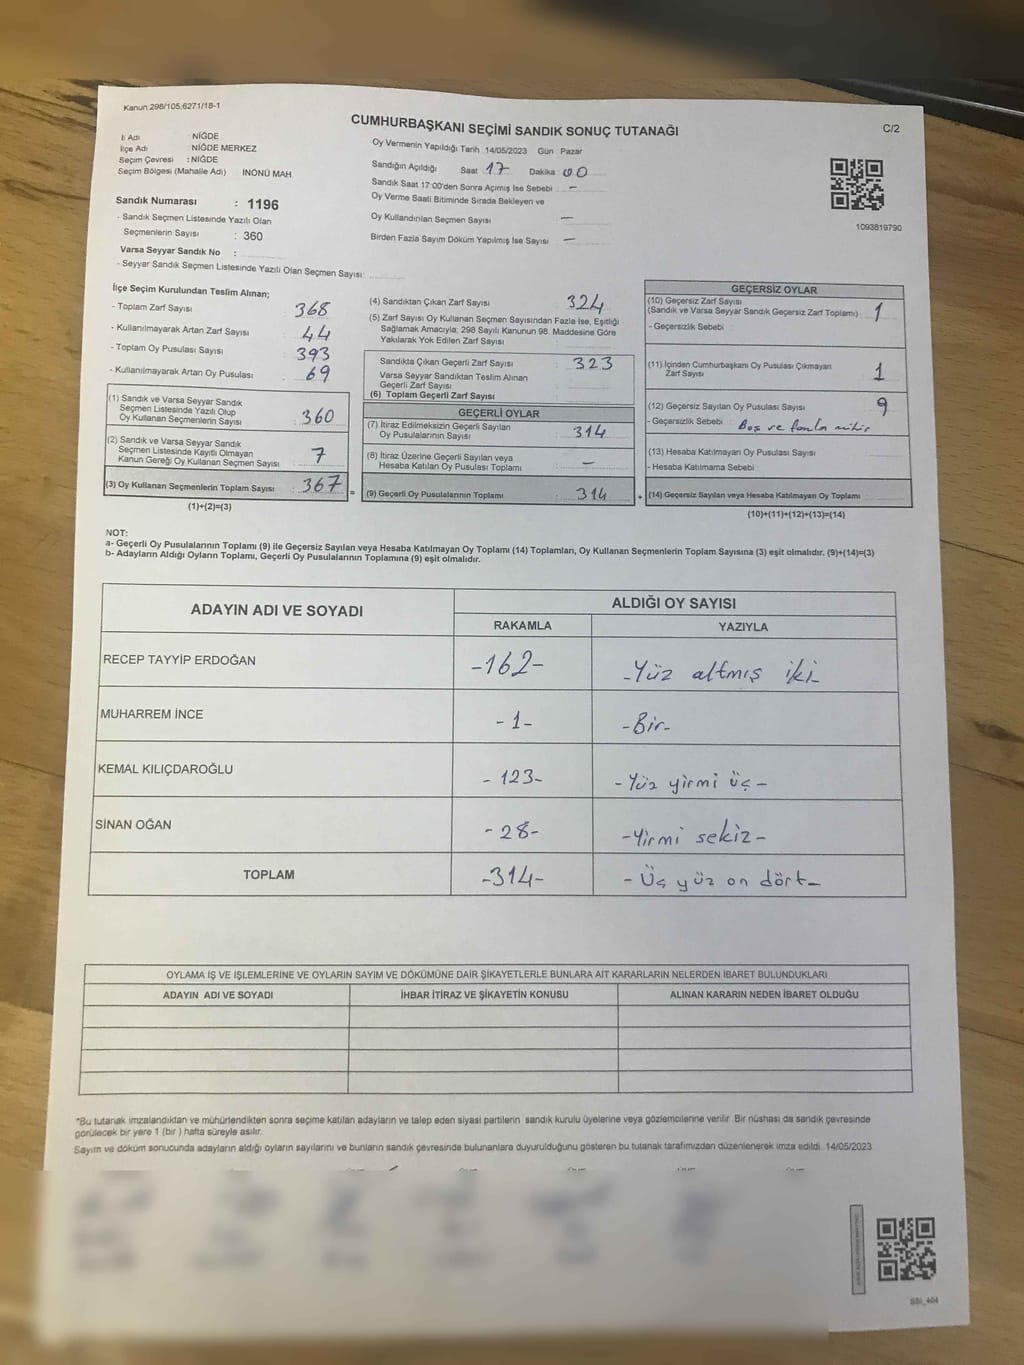 Kanun:298/105,6271/18-1
CUMHURBAŞKANI SEÇİMİ SANDIK SONUÇ TUTANAĞI
C/2
İl Adı : NİĞDE
İlçe Adı : NİĞDE MERKEZ
Seçim Çevresi : NİĞDE
Seçim Bölgesi (Mahalle Adı) İNÖNÜ MAH.
Oy Vermenin Yapıldığı Tarih 14/05/2023 Gün : Pazar
Sandığın Açıldığı Saat 17 Dakika : 00
Sandık Saat 17:00'den Sonra Açımış İse Sebebi : -
Oy Verme Saati Bitiminde Sırada Bekleyen ve
Oy Kullandırılan Seçmen Sayısı -
Birden Fazla Sayım Döküm Yapılmış İse Sayısı -
1093819790
Sandık Numarası : 1196
- Sandık Seçmen Listesinde Yazılı Olan
Seçmenlerin Sayısı : 360
Varsa Seyyar Sandık No :
- Seyyar Sandık Seçmen Listesinde Yazılı Olan Seçmen Sayısı:
İlçe Seçim Kurulundan Teslim Alınan;
- Toplam Zarf Sayısı : 368
- Kullanılmayarak Artan Zarf Sayısı : 44
- Toplam Oy Pusulası Sayısı : 393
- Kullanılmayarak Artan Oy Pusulası : 69
(1) Sandık ve Varsa Seyyar Sandık
Seçmen Listesinde Yazılı Olup
Oy Kullanan Seçmenlerin Sayısı : 360
(2) Sandık ve Varsa Seyyar Sandık
Seçmen Listesinde Kayıtlı Olmayan
Kanun Gereği Oy Kullanan Seçmen Sayısı : 7
(3) Oy Kullanan Seçmenlerin Toplam Sayısı : 367 =
(1)+(2)=(3)
(4) Sandıktan Çıkan Zarf Sayısı : 324
(5) Zarf Sayısı Oy Kullanan Seçmen Sayısından Fazla İse, Eşitliği
Sağlamak Amacıyla; 298 Sayılı Kanunun 98. Maddesine Göre
Yakılarak Yok Edilen Zarf Sayısı :
Sandıkta Çıkan Geçerli Zarf Sayısı : 323
Varsa Seyyar Sandıktan Teslim Alınan
Geçerli Zarf Sayısı :
(6) Toplam Geçerli Zarf Sayısı :
GEÇERLİ OYLAR
(7) İtiraz Edilmeksizin Geçerli Sayılan
Oy Pusulalarının Sayısı : 314
(8) İtiraz Üzerine Geçerli Sayılan veya
Hesaba Katılan Oy Pusulası Toplamı : -
(9) Geçerli Oy Pusulalarının Toplamı : 314 +
GEÇERSİZ OYLAR
(10) Geçersiz Zarf Sayısı
(Sandık ve Varsa Seyyar Sandık Geçersiz Zarf Toplamı) : 1
- Geçersizlik Sebebi :
(11) İçinden Cumhurbaşkanı Oy Pusulası Çıkmayan
Zarf Sayısı : 1
(12) Geçersiz Sayılan Oy Pusulası Sayısı : 9
- Geçersizlik Sebebi : Boş ve fazla mühür
(13) Hesaba Katılmayan Oy Pusulası Sayısı :
- Hesaba Katılmama Sebebi :
(14) Geçersiz Sayılan veya Hesaba Katılmayan Oy Toplamı
(10)+(11)+(12)+(13)=(14)
NOT:
a- Geçerli Oy Pusulasının Toplamı (9) ile Geçersiz Sayılan veya Hesaba Katılmayan Oy Toplamı (14) Toplamları, Oy Kullanan Seçmenlerin Toplam Sayısına (3) eşit olmalıdır. (9)+(14)=(3)
b- Adayların Aldığı Oyların Toplamı, Geçerli Oy Pusulalarının Toplamına (9) eşit olmalıdır.
ADAYIN ADI VE SOYADI
ALDIĞI OY SAYISI
RAKAMLA YAZIYLA
RECEP TAYYİP ERDOĞAN -162- -Yüz altmış iki-
MUHARREM İNCE -1- -Bir-
KEMAL KILIÇDAROĞLU -123- -Yüz yirmi üç-
SİNAN OĞAN -28- -Yirmi sekiz-
TOPLAM -314- -Üç yüz on dört-
OYLAMA İŞ VE İŞLEMLERİNE VE OYLARIN SAYIM VE DÖKÜMÜNE DAİR ŞİKAYETLERLE BUNLARA AİT KARARLARIN NELERDEN İBARET BULUNDUKLARI
ADAYIN ADI VE SOYADI İHBAR İTİRAZ VE ŞİKAYETİN KONUSU ALINAN KARARIN NEDEN İBARET OLDUĞU
*Bu tutanak imzalandıktan ve mühürlendikten sonra seçime katılan adayların ve talep eden siyasi partilerin sandık kurulu üyelerine veya gözlemcilerine verilir. Bir nüshası da sandık çevresinde
görülecek bir yere 1 (bir) hafta süreyle asılır.
Sayım ve döküm sonucunda adayların aldığı oyların sayılarını ve bunların sandık çevresinde bulunanlara duyurulduğunu gösteren bu tutanak tarafımızdan düzenlenerek imza edildi. 14/05/2023